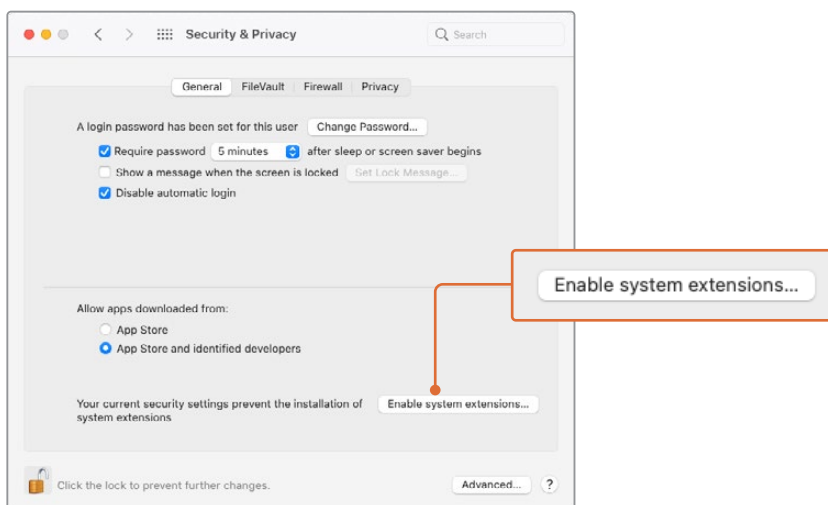 Security & Privacy
Search
General FileVault Firewall Privacy
A login password has been set for this user Change Password...
Require password 5 minutes after sleep or screen saver begins
Show a message when the screen is locked Set Lock Message...
Disable automatic login
Enable system extensions...
Allow apps downloaded from:
App Store
App Store and identified developers
Your current security settings prevent the installation of Enable system extensions...
system extensions
Click the lock to prevent further changes. Advanced... ?